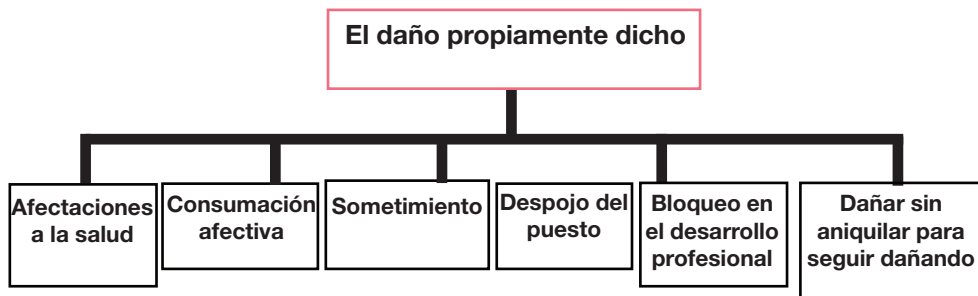 El daño propiamente dicho
Afectaciones
a la salud
Consumación
afectiva
Sometimiento
Despojo del
puesto
Bloqueo en
el desarrollo
profesional
Dañar sin
aniquilar para
seguir dañando